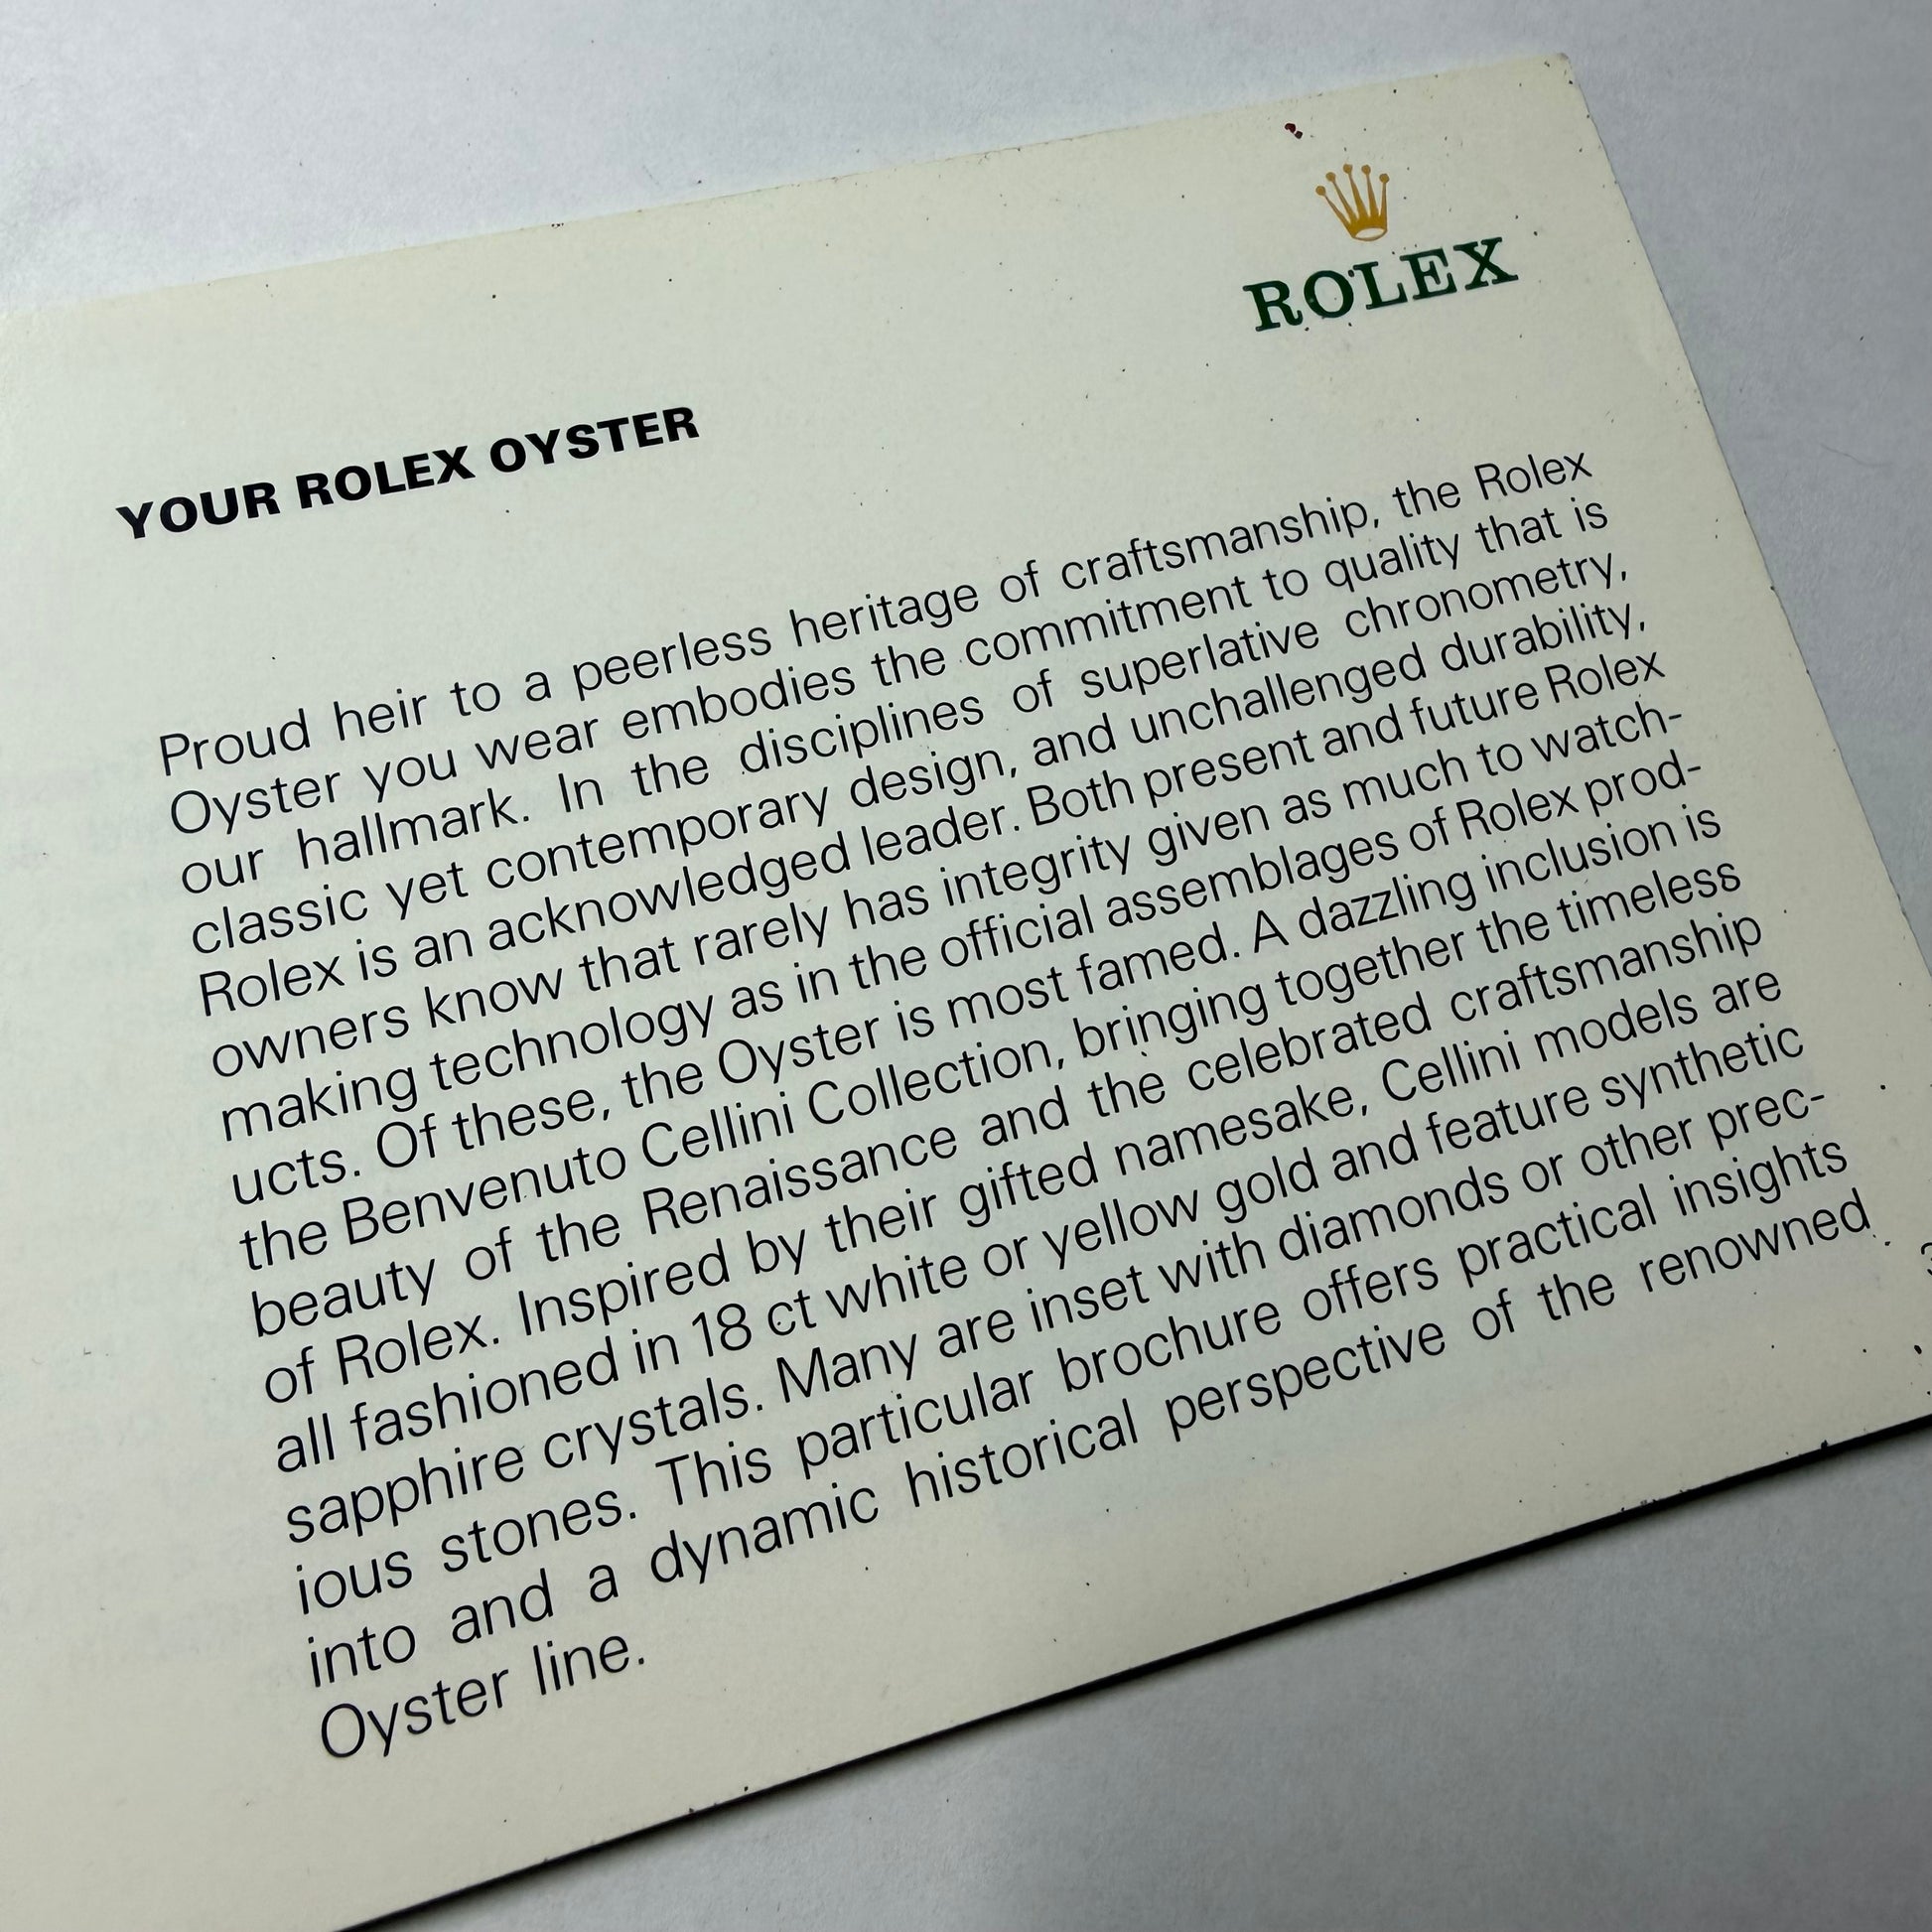 ROLEX
YOUR ROLEX OYSTER
Proud heir to a peerless heritage of craftsmanship, the Rolex
Oyster you wear embodies the commitment to quality that is
our hallmark. In the disciplines of superlative chronometry,
classic yet contemporary design, and unchallenged durability,
Rolex is an acknowledged leader. Both present and future Rolex
owners know that rarely has integrity given as much to watch-
making technology as in the official assemblages of Rolex prod-
ucts. Of these, the Oyster is most famed. A dazzling inclusion is
the Benvenuto Cellini Collection, bringing together the timeless
beauty of the Renaissance and the celebrated craftsmanship
of Rolex. Inspired by their gifted namesake, Cellini models are
all fashioned in 18 ct white or yellow gold and feature synthetic
sapphire crystals. Many are inset with diamonds or other prec-
ious stones. This particular brochure offers practical insights
into and a dynamic historical perspective of the renowned
Oyster line.